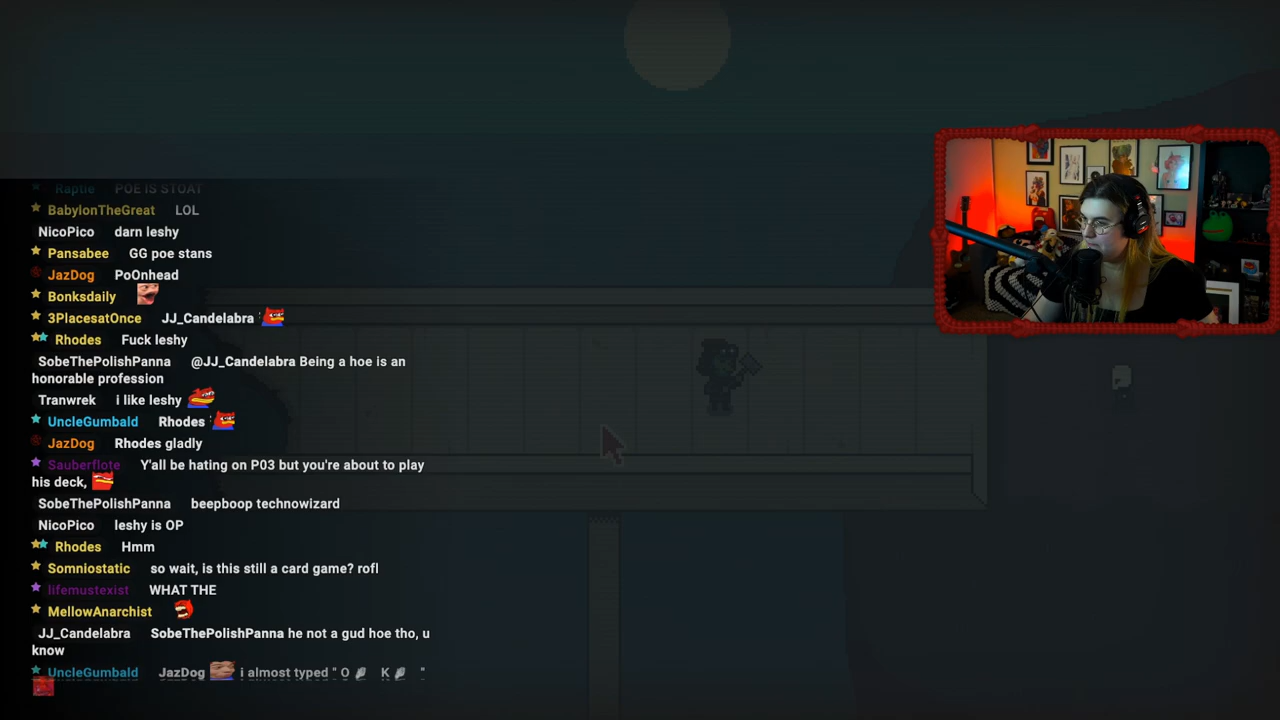 Raptie POE IS STOAT
BabylonTheGreat LOL
NicoPico darn leshy
Pansabee GG poe stans
JazDog PoOnhead
Bonksdaily
3PlacesatOnce JJ_Candelabra
Rhodes Fuck leshy
SobeThePolishPanna @JJ_Candelabra Being a hoe is an
honorable profession
Tranwrek i like leshy
UncleGumbald Rhodes
JazDog Rhodes gladly
Sauberflote Y'all be hating on P03 but you're about to play
his deck,
SobeThePolishPanna beepboop technowizard
NicoPico leshy is OP
Rhodes Hmm
Somniostatic so wait, is this still a card game? rofl
lifemustexist WHAT THE
MellowAnarchist
JJ_Candelabra SobeThePolishPanna he not a gud hoe tho, u
know
UncleGumbald JazDog i almost typed " O K "